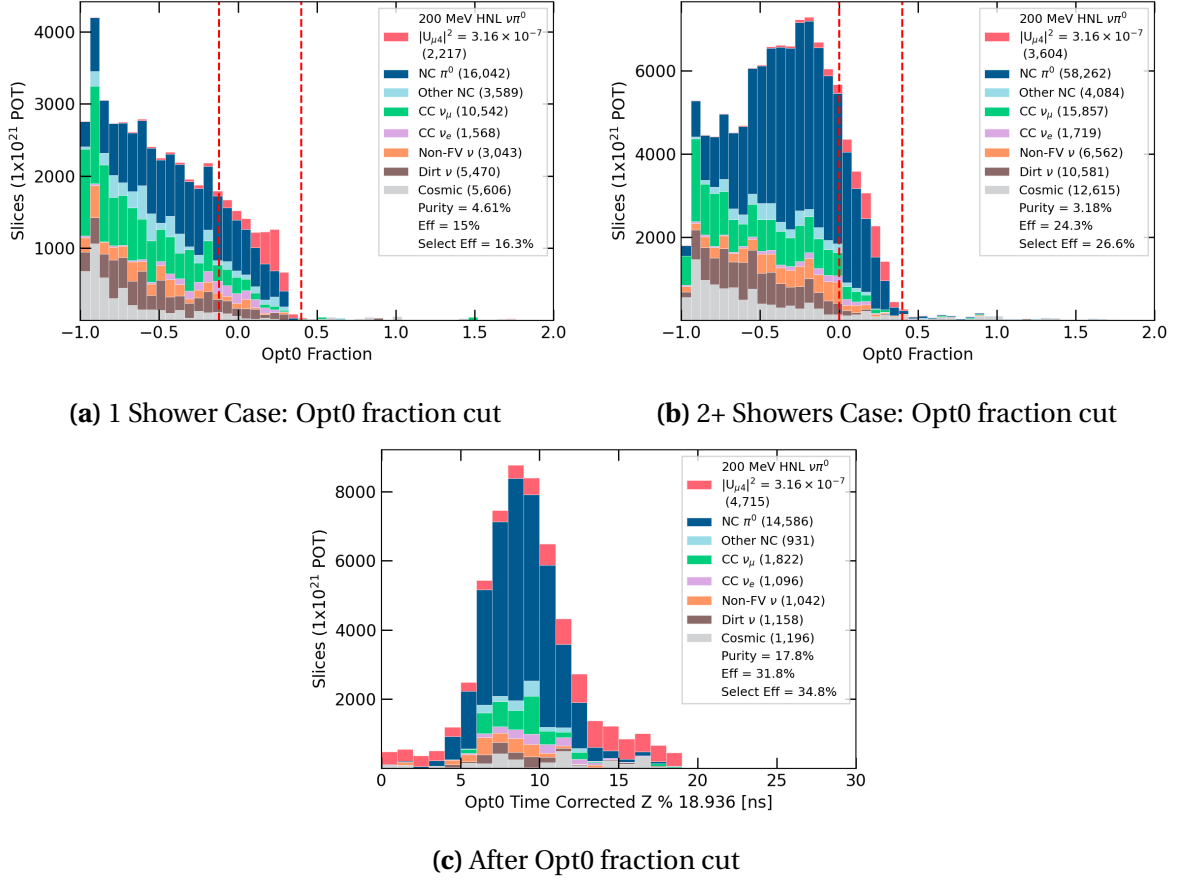 4000
3000
2000
1000
Slices (1x10²¹ POT)
−1.0 −0.5 0.0 0.5 1.0 1.5 2.0
Opt0 Fraction
200 MeV HNL νπ⁰
|U_μ4|² = 3.16 × 10⁻⁷
(2,217)
NC π⁰ (16,042)
Other NC (3,589)
CC ν_μ (10,542)
CC ν_e (1,568)
Non-FV ν (3,043)
Dirt ν (5,470)
Cosmic (5,606)
Purity = 4.61%
Eff = 15%
Select Eff = 16.3%
(a) 1 Shower Case: Opt0 fraction cut
6000
4000
2000
Slices (1x10²¹ POT)
−1.0 −0.5 0.0 0.5 1.0 1.5 2.0
Opt0 Fraction
200 MeV HNL νπ⁰
|U_μ4|² = 3.16 × 10⁻⁷
(3,604)
NC π⁰ (58,262)
Other NC (4,084)
CC ν_μ (15,857)
CC ν_e (1,719)
Non-FV ν (6,562)
Dirt ν (10,581)
Cosmic (12,615)
Purity = 3.18%
Eff = 24.3%
Select Eff = 26.6%
(b) 2+ Showers Case: Opt0 fraction cut
8000
6000
4000
2000
Slices (1x10²¹ POT)
0 5 10 15 20 25 30
Opt0 Time Corrected Z % 18.936 [ns]
200 MeV HNL νπ⁰
|U_μ4|² = 3.16 × 10⁻⁷
(4,715)
NC π⁰ (14,586)
Other NC (931)
CC ν_μ (1,822)
CC ν_e (1,096)
Non-FV ν (1,042)
Dirt ν (1,158)
Cosmic (1,196)
Purity = 17.8%
Eff = 31.8%
Select Eff = 34.8%
(c) After Opt0 fraction cut